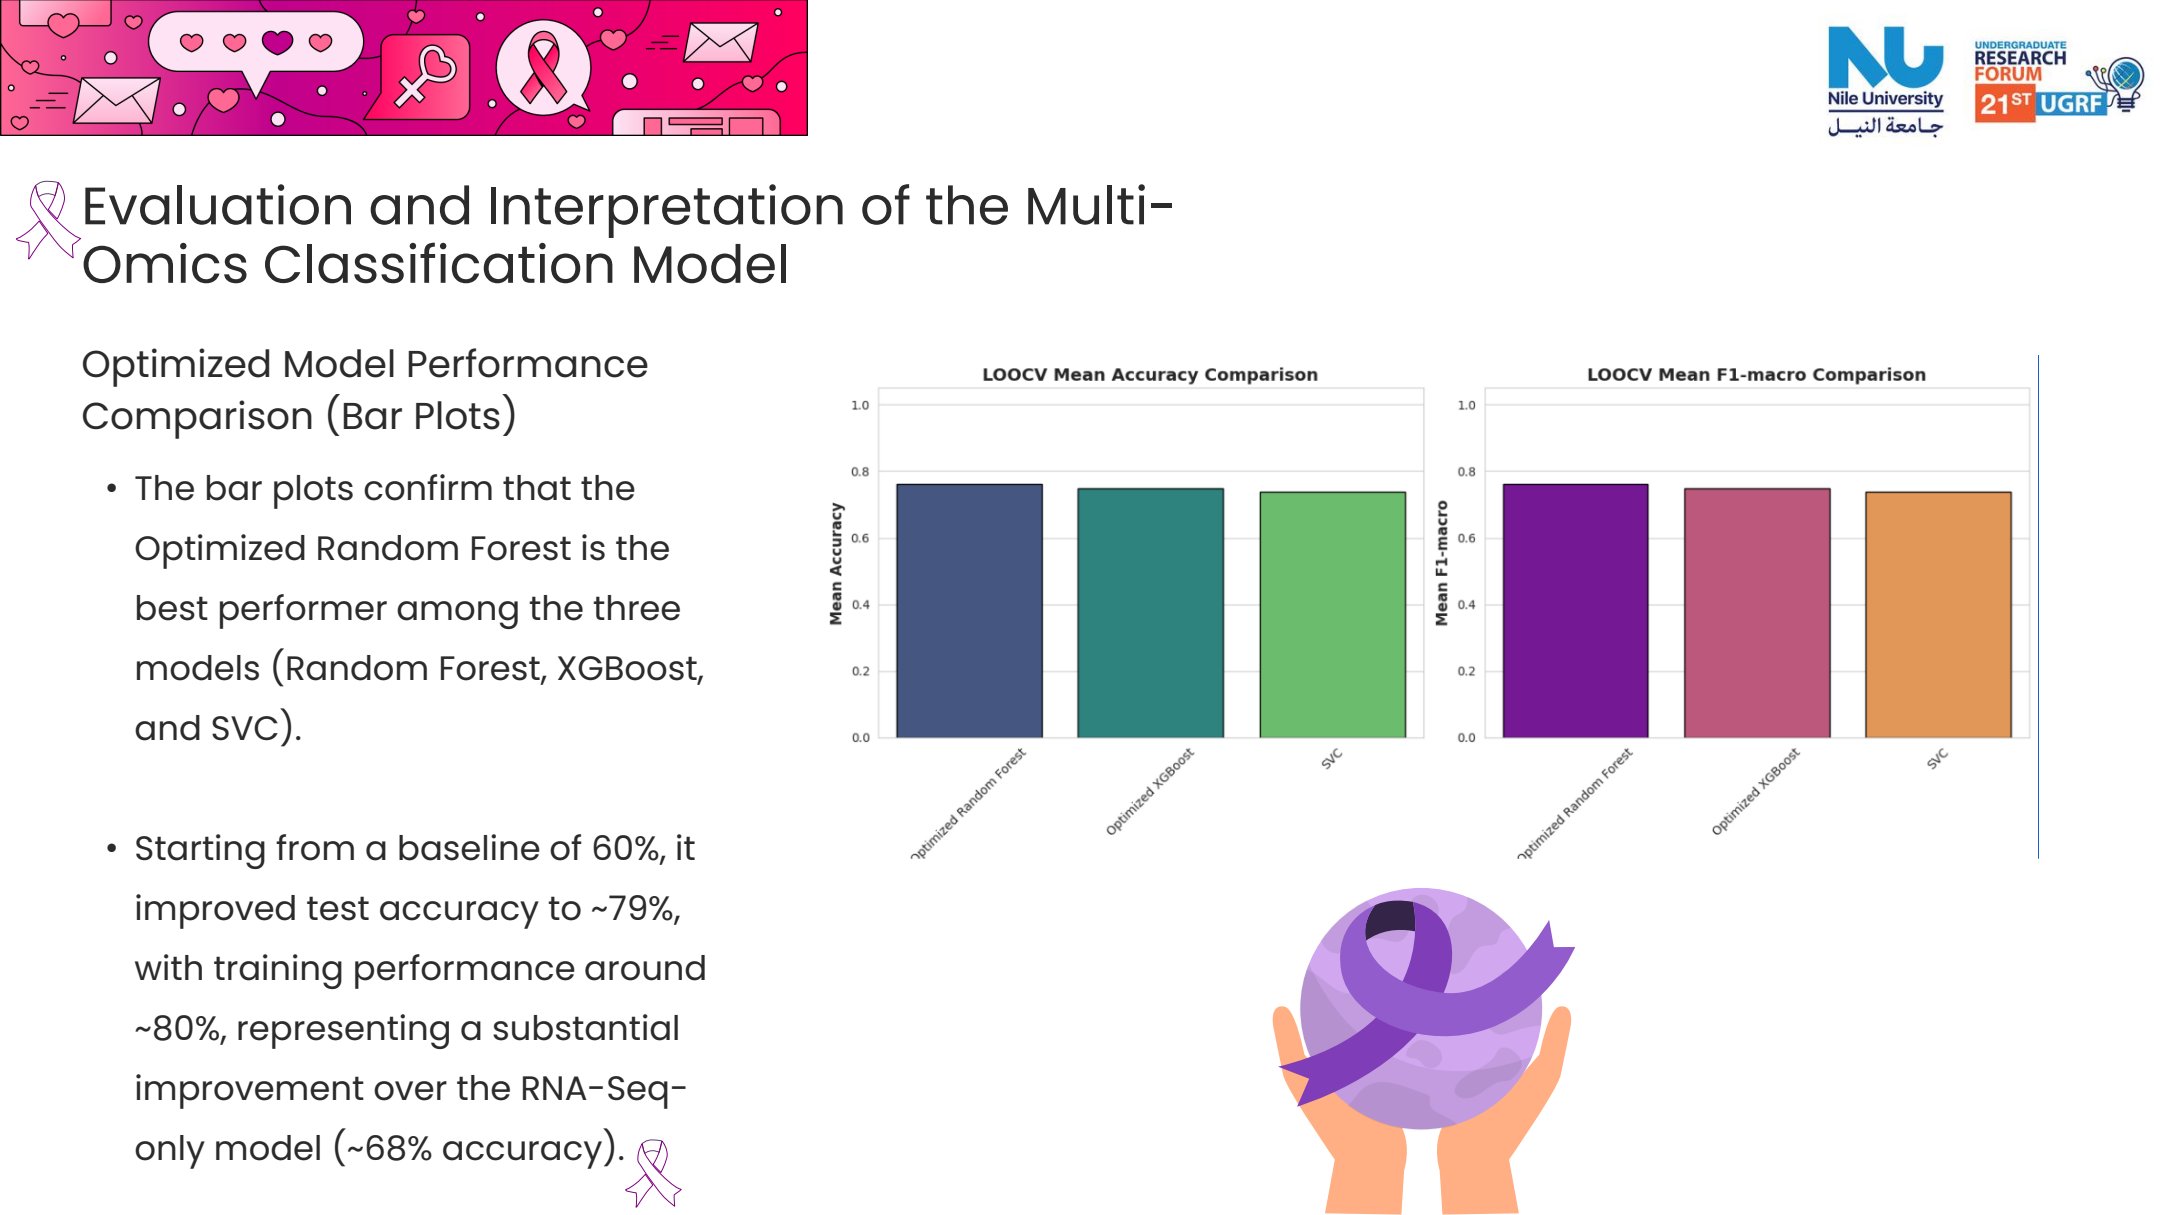 Nile University
جامعة النيل
UNDERGRADUATE
RESEARCH
FORUM
21ST UGRF
Evaluation and Interpretation of the Multi-
Omics Classification Model
Optimized Model Performance
Comparison (Bar Plots)
• The bar plots confirm that the
Optimized Random Forest is the
best performer among the three
models (Random Forest, XGBoost,
and SVC).
• Starting from a baseline of 60%, it
improved test accuracy to ~79%,
with training performance around
~80%, representing a substantial
improvement over the RNA-Seq-
only model (~68% accuracy).
LOOCV Mean Accuracy Comparison
Mean Accuracy
1.0
0.8
0.6
0.4
0.2
0.0
Optimized Random Forest
Optimized XGBoost
SVC
LOOCV Mean F1-macro Comparison
Mean F1-macro
1.0
0.8
0.6
0.4
0.2
0.0
Optimized Random Forest
Optimized XGBoost
SVC